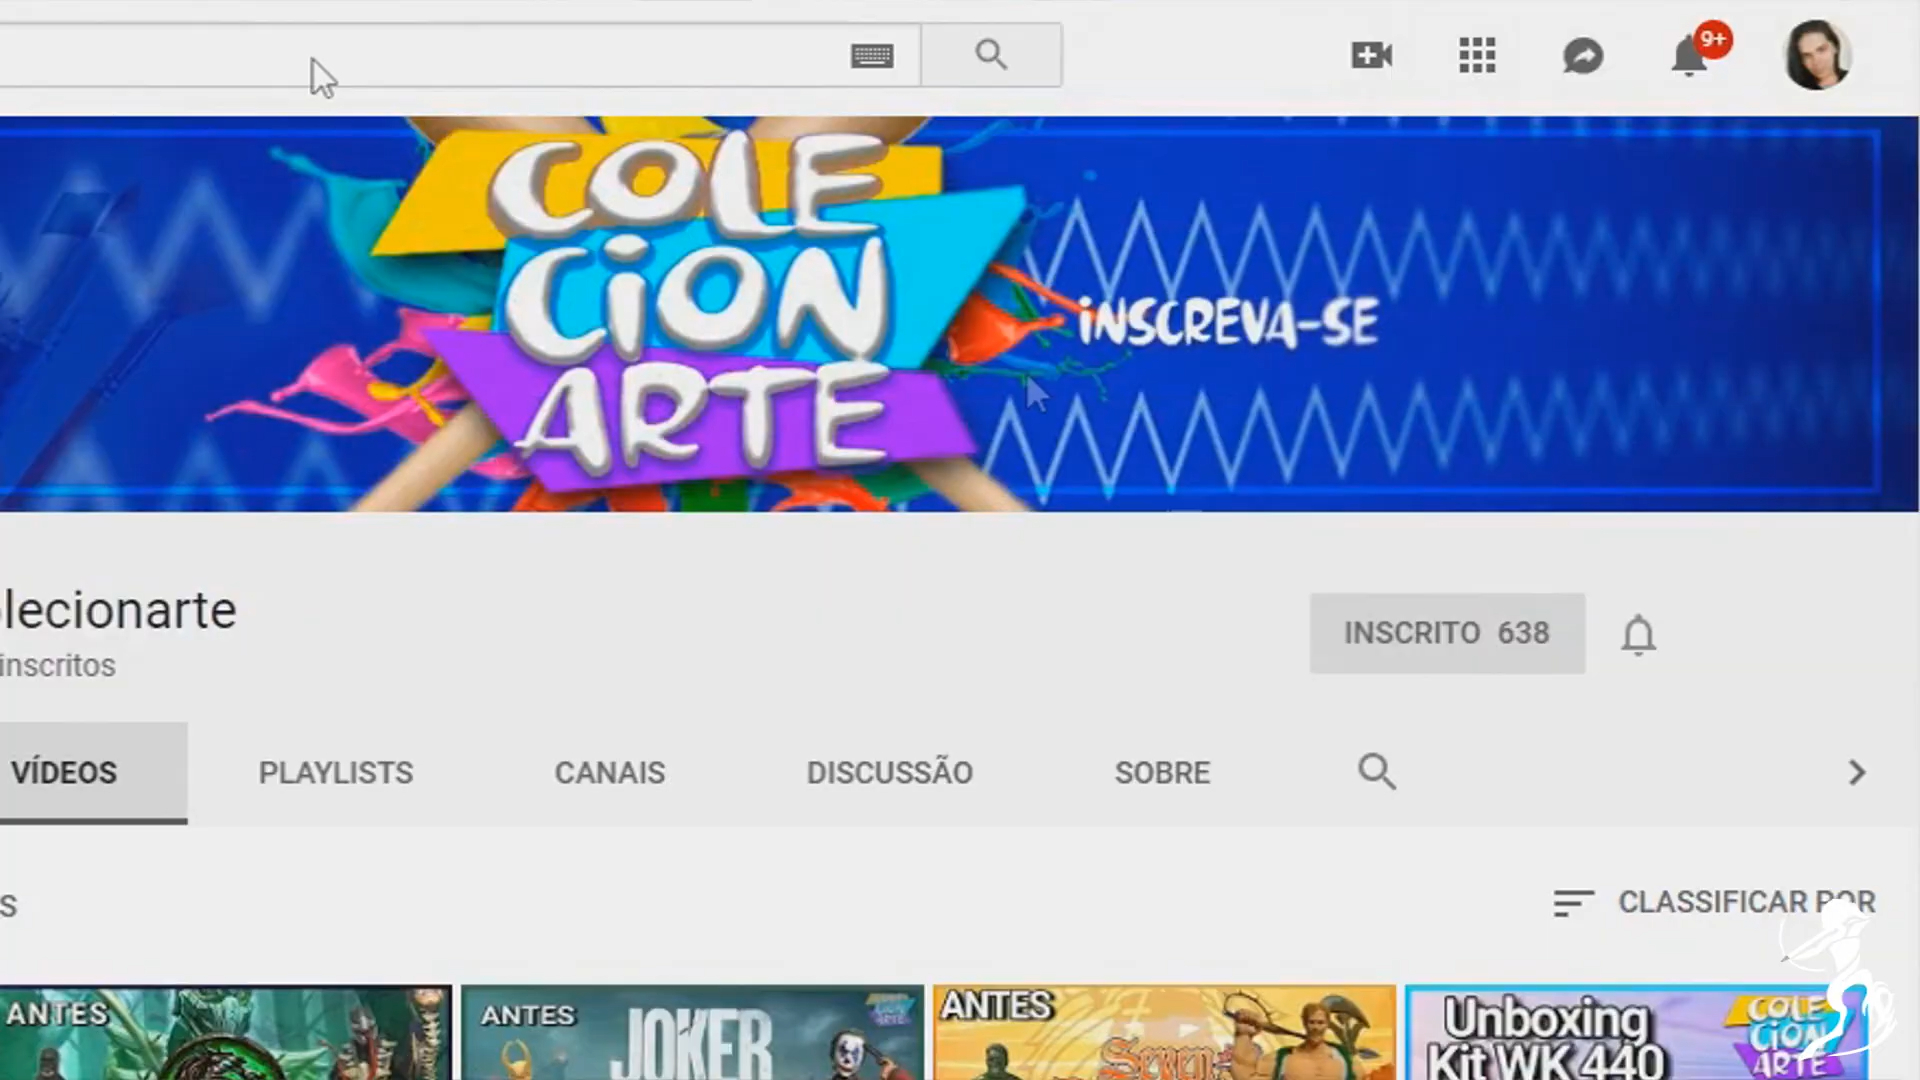 9+
COLE
CION
ARTE
INSCREVA-SE
lecionarte
inscritos
INSCRITO 638
VÍDEOS
PLAYLISTS
CANAIS
DISCUSSÃO
SOBRE
s
CLASSIFICAR POR
ANTES
ANTES
JOKER
ANTES
Seven
Unboxing
Kit WK 440
COLE
CION
ARTE